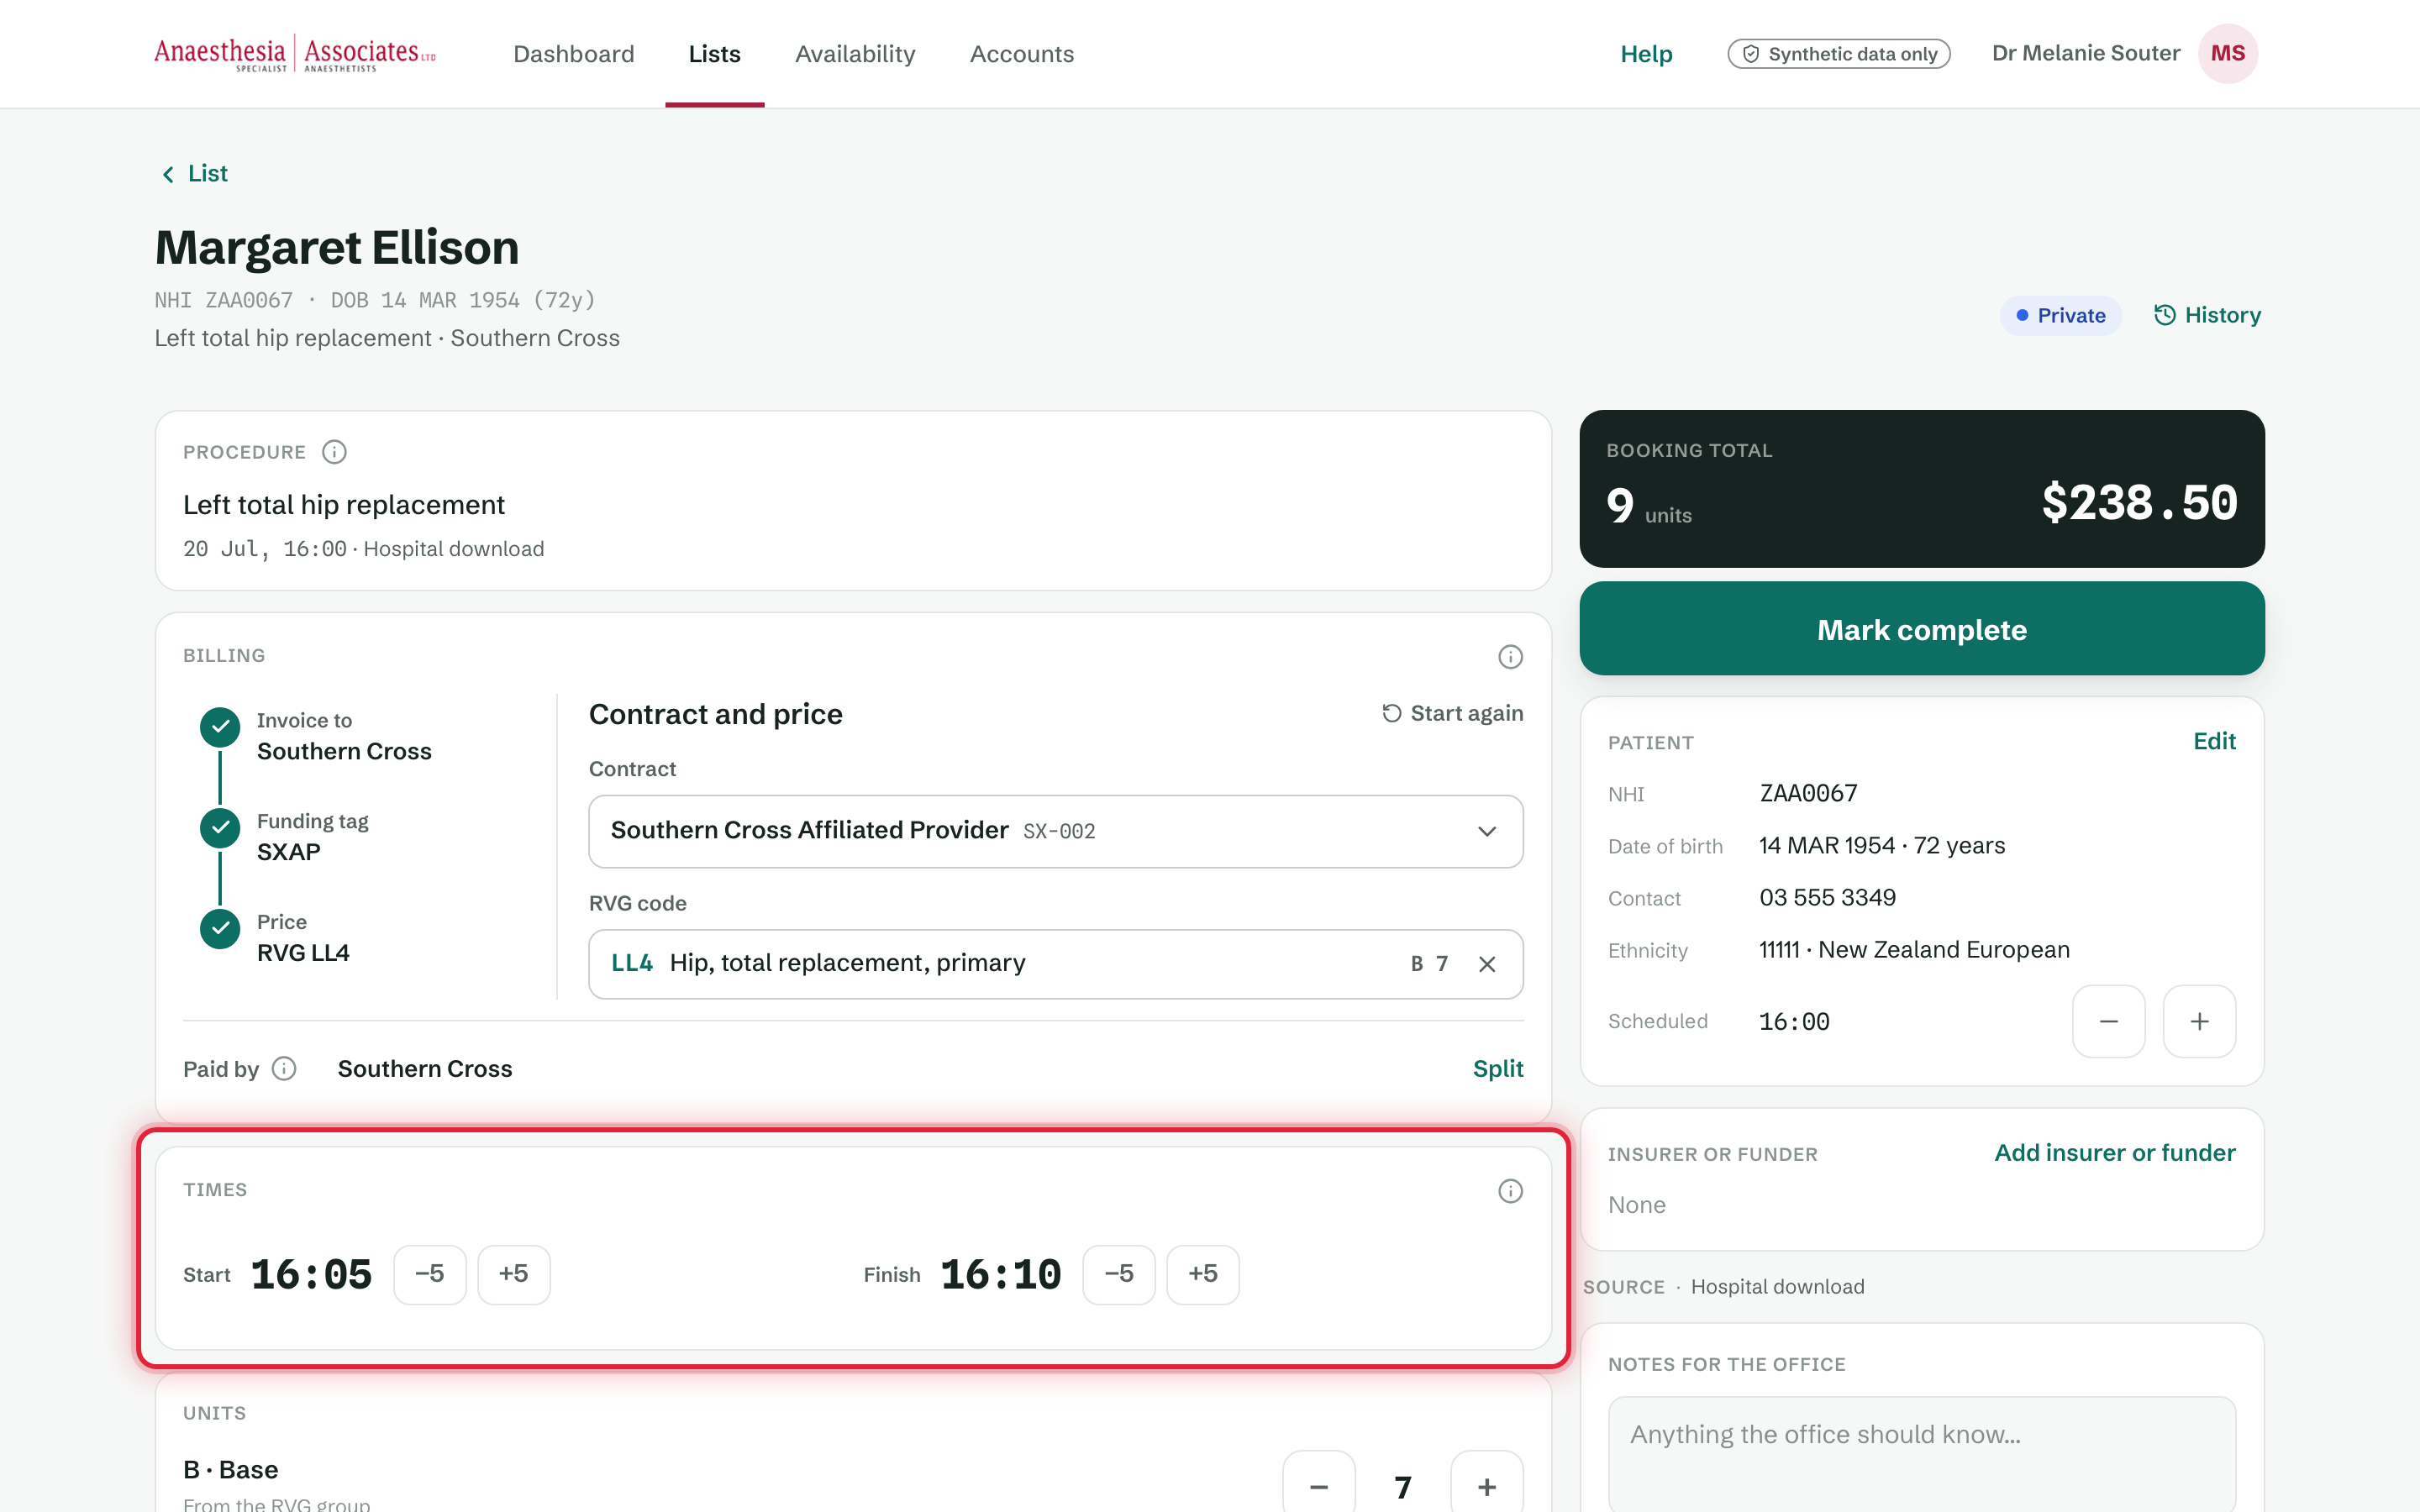 Anaesthesia | Associates LTD
SPECIALIST ANAESTHETISTS
Dashboard
Lists
Availability
Accounts
Help
Synthetic data only
Dr Melanie Souter
MS
List
Margaret Ellison
NHI ZAA0067 · DOB 14 MAR 1954 (72y)
Left total hip replacement · Southern Cross
Private
History
PROCEDURE
Left total hip replacement
20 Jul, 16:00 · Hospital download
BILLING
Invoice to
Southern Cross
Funding tag
SXAP
Price
RVG LL4
Contract and price
Start again
Contract
Southern Cross Affiliated Provider SX-002
RVG code
LL4 Hip, total replacement, primary B 7
Paid by
Southern Cross
Split
TIMES
Start 16:05 −5 +5
Finish 16:10 −5 +5
UNITS
B · Base
From the RVG group
− 7 +
BOOKING TOTAL
9 units
$238.50
Mark complete
PATIENT
Edit
NHI ZAA0067
Date of birth 14 MAR 1954 · 72 years
Contact 03 555 3349
Ethnicity 11111 · New Zealand European
Scheduled 16:00 − +
INSURER OR FUNDER
Add insurer or funder
None
SOURCE · Hospital download
NOTES FOR THE OFFICE
Anything the office should know...